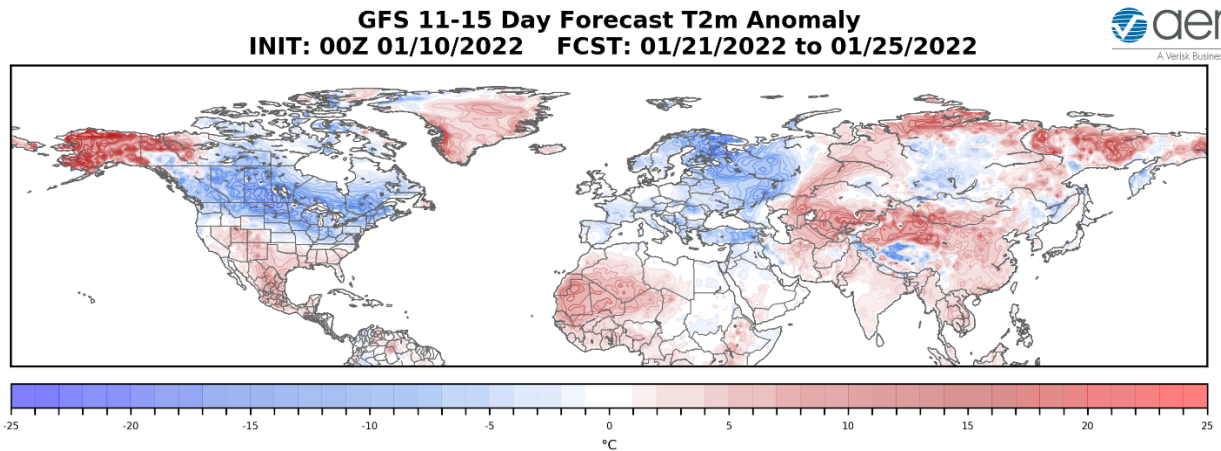 GFS 11-15 Day Forecast T2m Anomaly
INIT: 00Z 01/10/2022 FCST: 01/21/2022 to 01/25/2022
aer
A Verisk Business
-25 -20 -15 -10 -5 0 5 10 15 20 25
°C